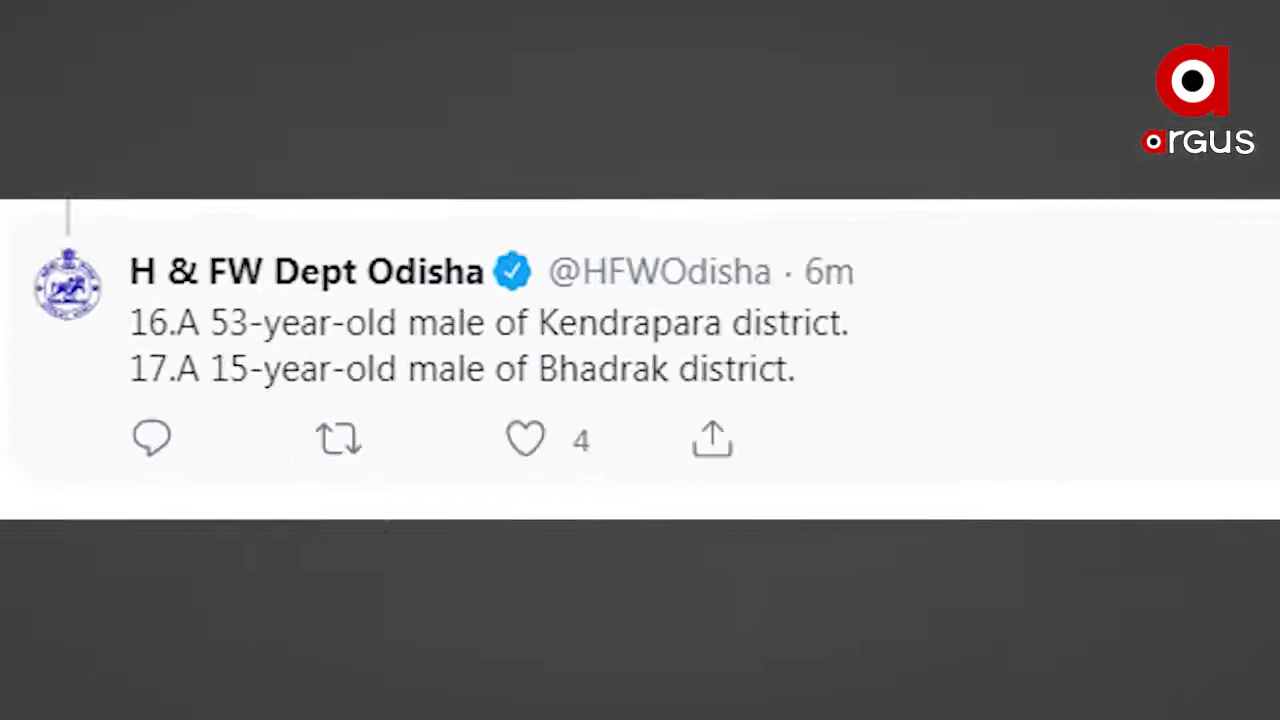 argus
H & FW Dept Odisha @HFWOdisha · 6m
16.A 53-year-old male of Kendrapara district.
17.A 15-year-old male of Bhadrak district.
4